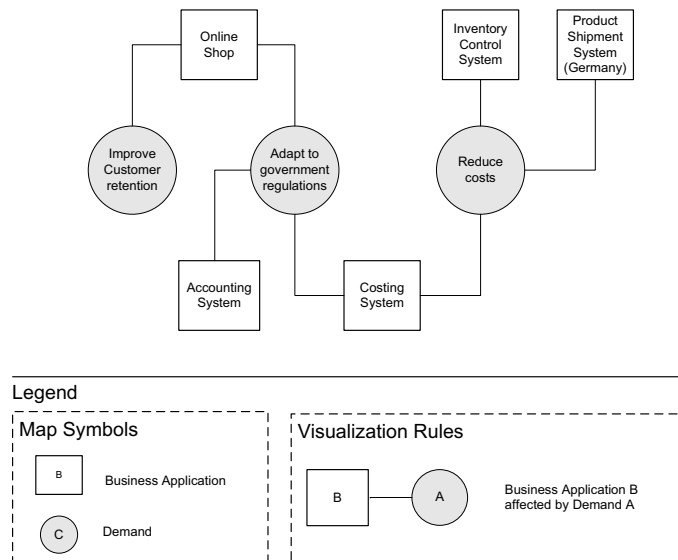 Online
Shop
Inventory
Control
System
Product
Shipment
System
(Germany)
Improve
Customer
retention
Adapt to
government
regulations
Reduce
costs
Accounting
System
Costing
System
Legend
Map Symbols
B
Business Application
C
Demand
Visualization Rules
B
A
Business Application B
affected by Demand A